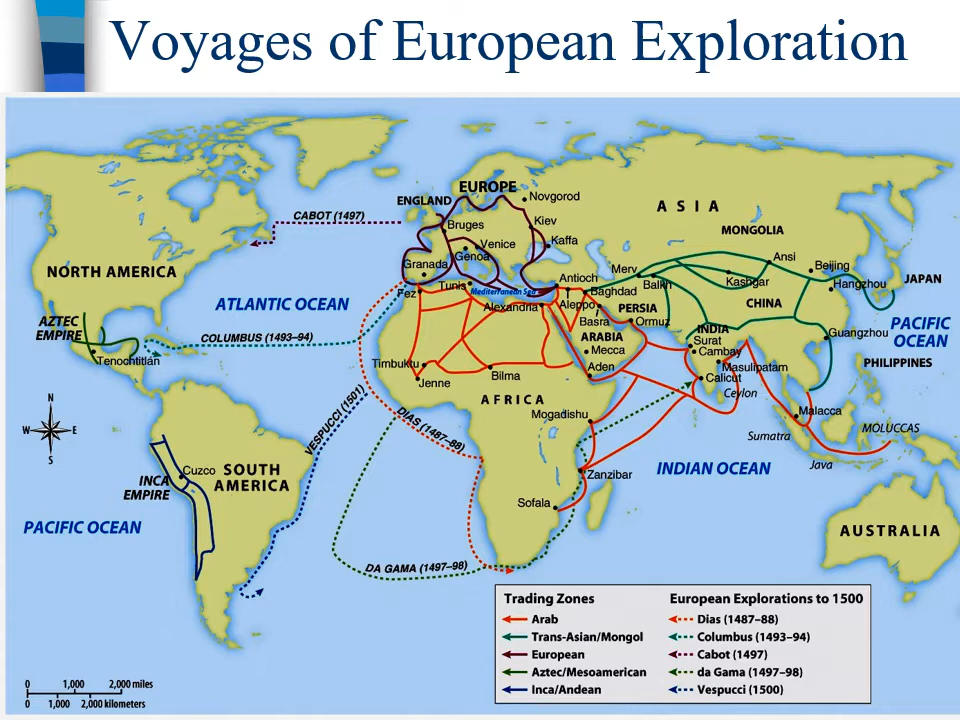 Voyages of European Exploration
EUROPE
ENGLAND
Novgorod
ASIA
CABOT (1497)
Bruges
Kiev
MONGOLIA
Venice
Kaffa
Genoa
Ansi
Granada
Merv
Beijing
NORTH AMERICA
Antioch
Balkh
Kashgar
JAPAN
Tunis
Mediterranean Sea
Baghdad
Hangzhou
Fez
ATLANTIC OCEAN
Alexandria
Aleppo
PERSIA
CHINA
AZTEC
EMPIRE
Basra
Ormuz
INDIA
PACIFIC
OCEAN
COLUMBUS (1493–94)
ARABIA
Surat
Guangzhou
Mecca
Cambay
Tenochtitlán
Timbuktu
Aden
Masulipatam
PHILIPPINES
Jenne
Bilma
Calicut
Ceylon
AFRICA
VESPUCCI (1501)
DIAS (1487–88)
Mogadishu
Malacca
N
W
E
S
Sumatra
MOLUCCAS
Java
Cuzco
SOUTH
AMERICA
INCA
EMPIRE
Zanzibar
INDIAN OCEAN
Sofala
PACIFIC OCEAN
AUSTRALIA
DA GAMA (1497–98)
Trading Zones
Arab
Trans-Asian/Mongol
European
Aztec/Mesoamerican
Inca/Andean
European Explorations to 1500
Dias (1487–88)
Columbus (1493–94)
Cabot (1497)
da Gama (1497–98)
Vespucci (1500)
0 1,000 2,000 miles
0 1,000 2,000 kilometers